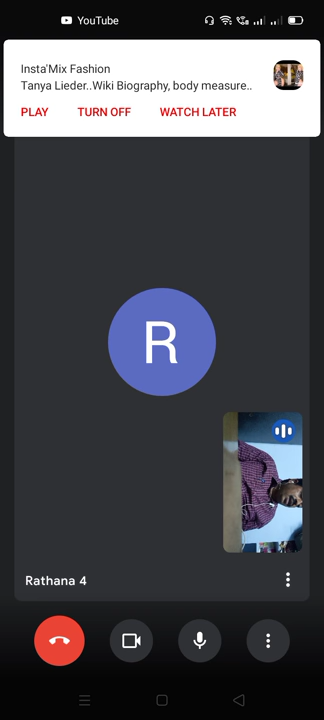 YouTube
Insta'Mix Fashion
Tanya Lieder..Wiki Biography, body measure..
PLAY TURN OFF WATCH LATER
R
Rathana 4